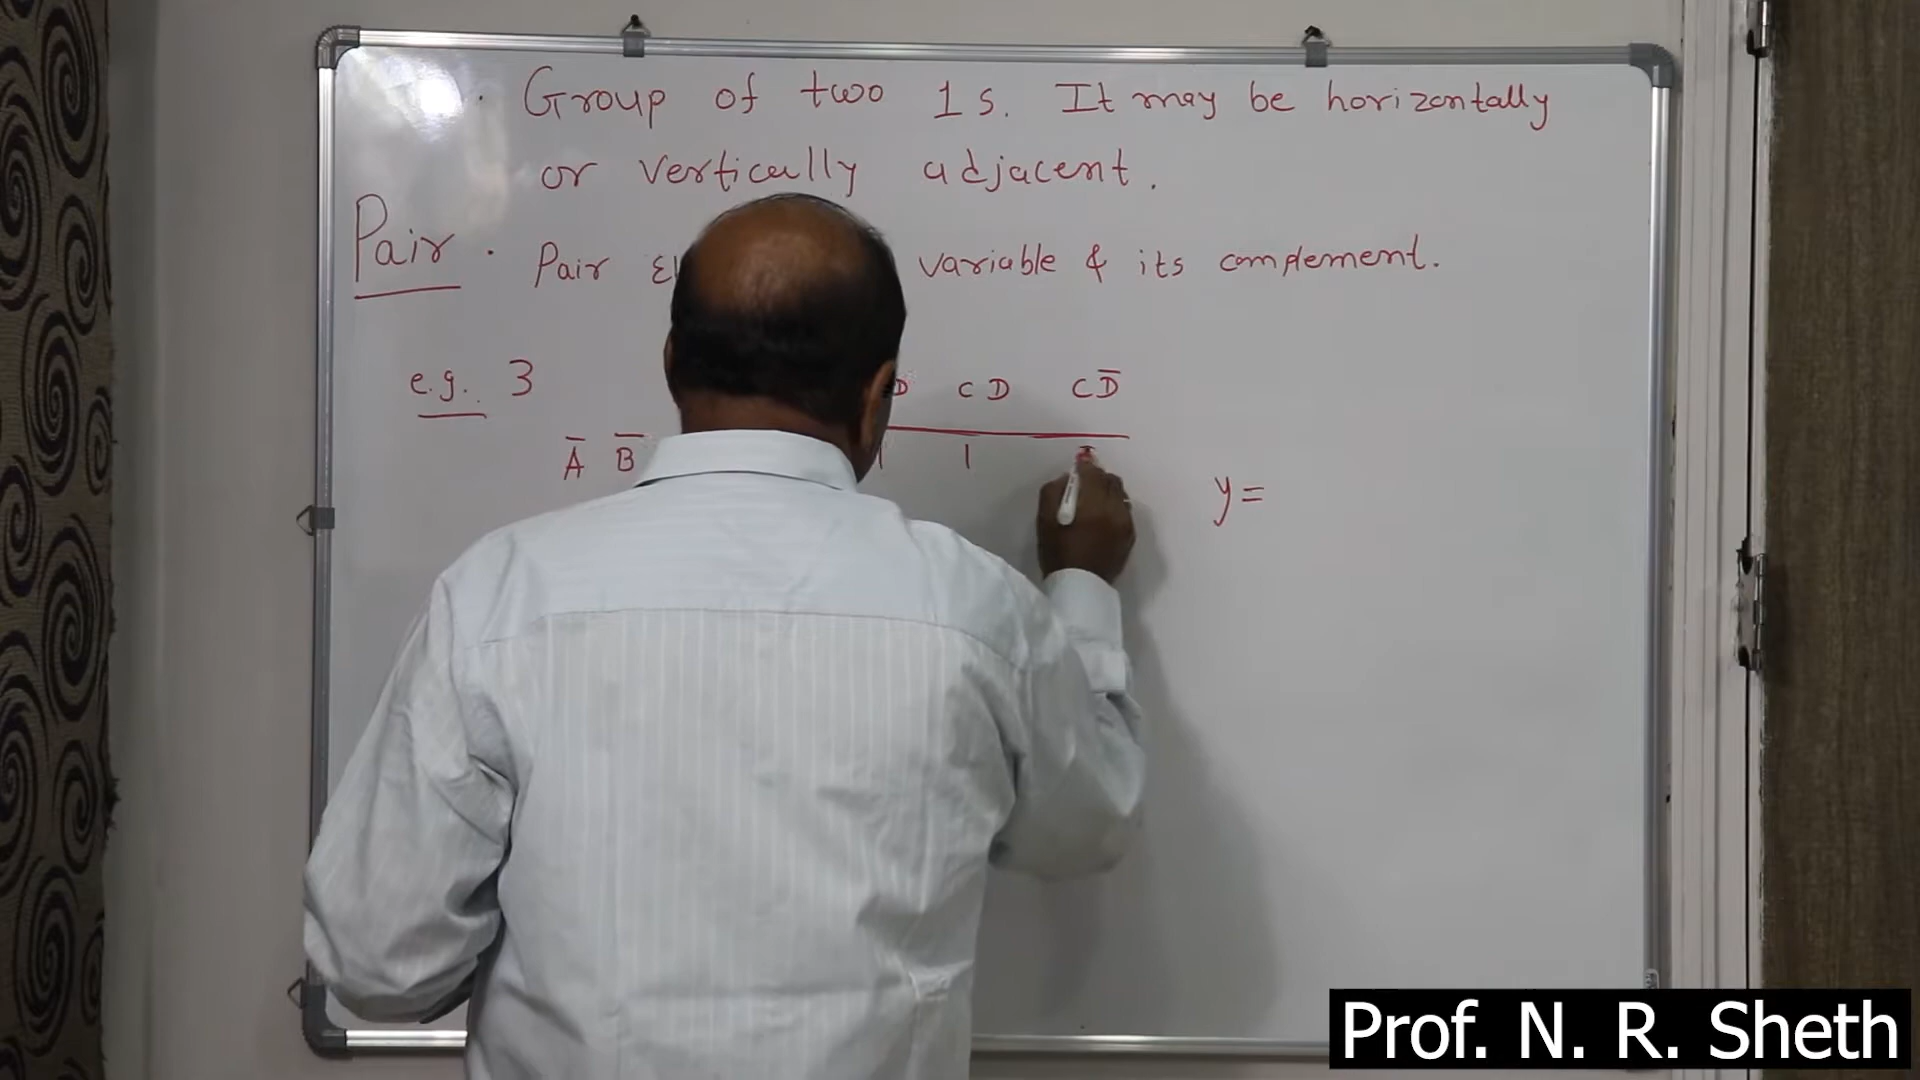 . Group of two 1s. It may be horizontally
or vertically adjacent.
Pair . Pair variable & its complement.
e.g. 3
D CD CD̅
A̅ B̅ 1 1
y =
Prof. N. R. Sheth